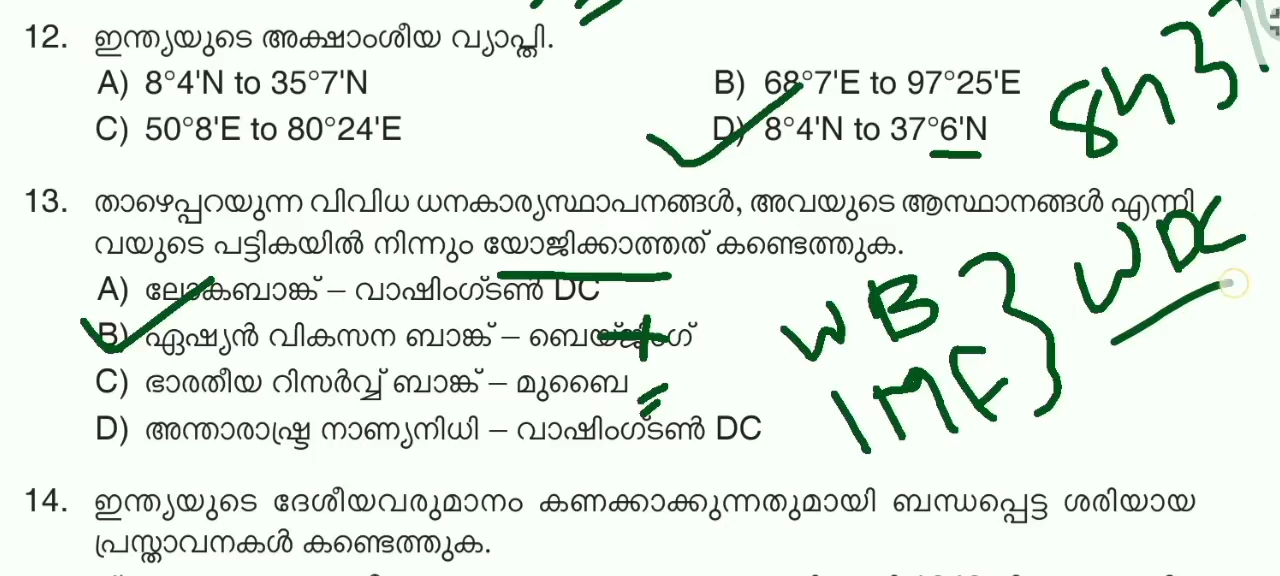 12. ഇന്ത്യയുടെ അക്ഷാംശീയ വ്യാപ്തി.
A) 8°4'N to 35°7'N B) 68°7'E to 97°25'E
C) 50°8'E to 80°24'E D) 8°4'N to 37°6'N
84 37
13. താഴെപ്പറയുന്ന വിവിധ ധനകാര്യസ്ഥാപനങ്ങൾ, അവയുടെ ആസ്ഥാനങ്ങൾ എന്നി
വയുടെ പട്ടികയിൽ നിന്നും യോജിക്കാത്തത് കണ്ടെത്തുക.
A) ലോകബാങ്ക് – വാഷിംഗ്ടൺ DC
B) ഏഷ്യൻ വികസന ബാങ്ക് – ബെയ്ജിംഗ്
C) ഭാരതീയ റിസർവ്വ് ബാങ്ക് – മുബൈ
D) അന്താരാഷ്ട്ര നാണ്യനിധി – വാഷിംഗ്ടൺ DC
WB
IMF
WDC
14. ഇന്ത്യയുടെ ദേശീയവരുമാനം കണക്കാക്കുന്നതുമായി ബന്ധപ്പെട്ട ശരിയായ
പ്രസ്താവനകൾ കണ്ടെത്തുക.